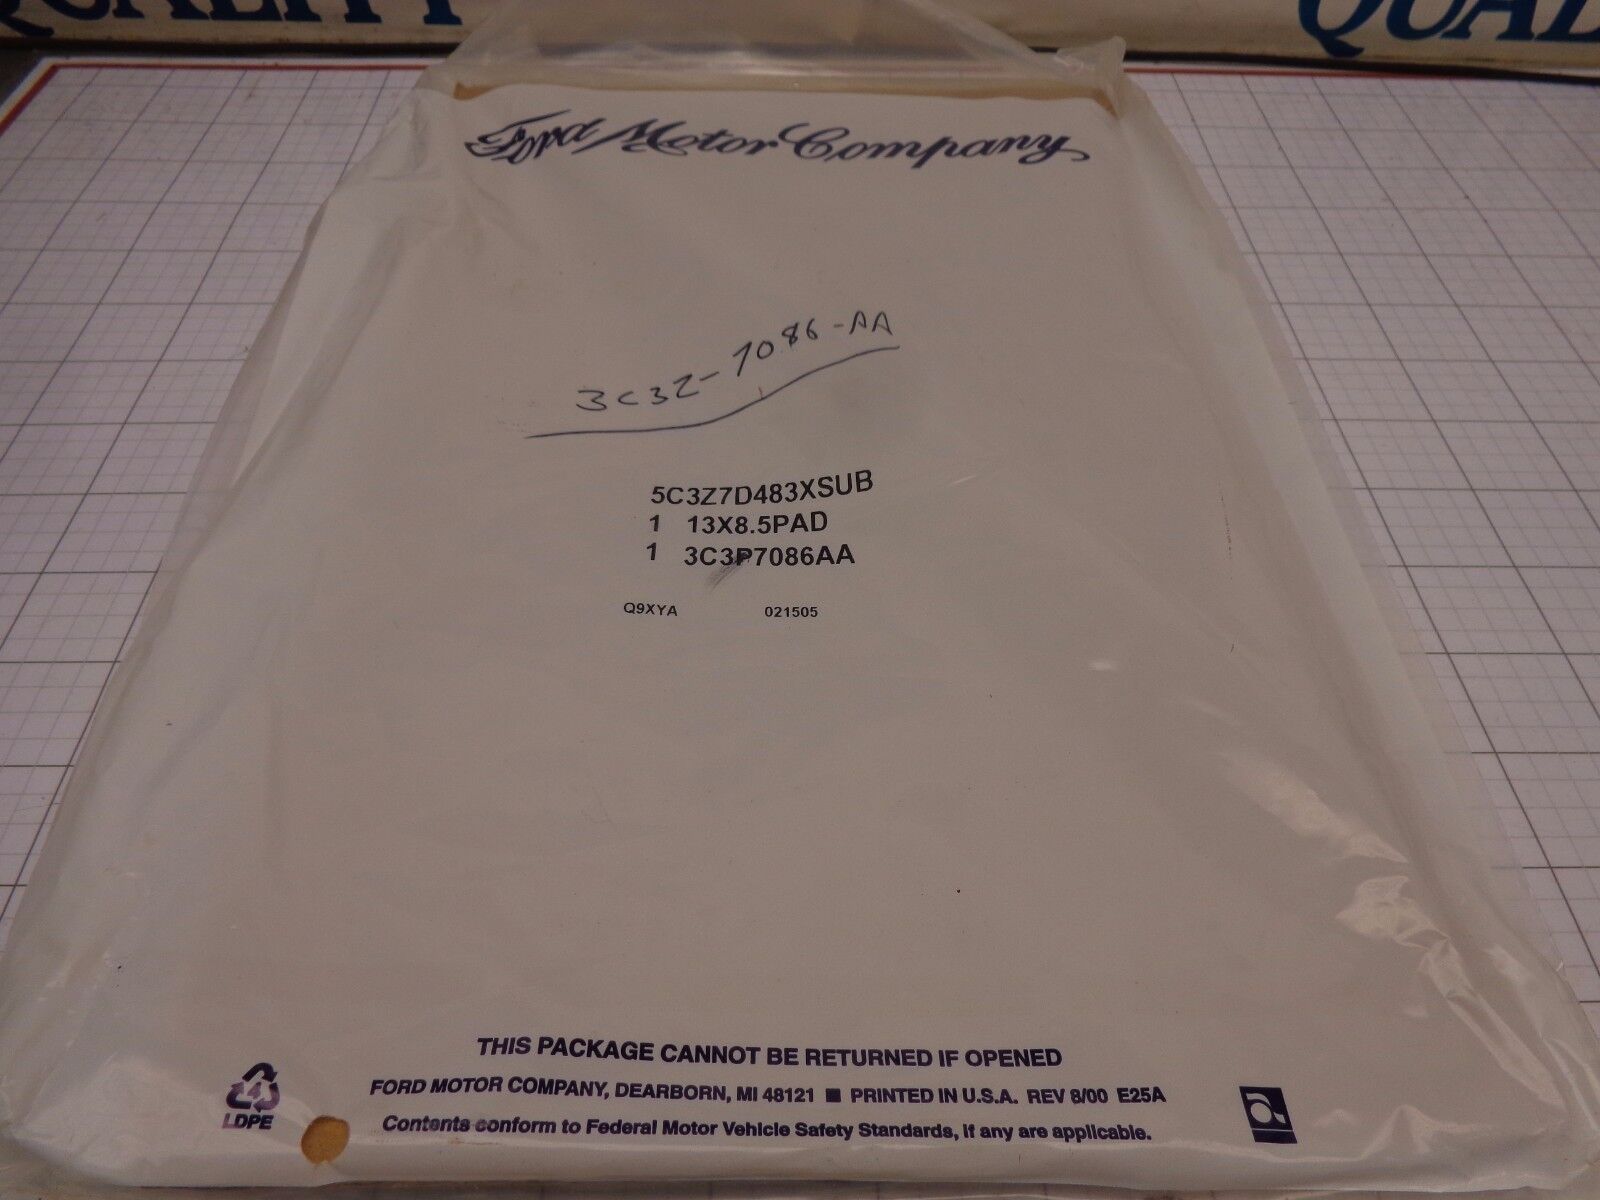 QUALITY
QUAL
Ford Motor Company
3C3Z-7086-AA
5C3Z7D483XSUB
1 13X8.5PAD
1 3C3P7086AA
Q9XYA 021505
THIS PACKAGE CANNOT BE RETURNED IF OPENED
FORD MOTOR COMPANY, DEARBORN, MI 48121 ■ PRINTED IN U.S.A. REV 8/00 E25A
Contents conform to Federal Motor Vehicle Safety Standards, if any are applicable.
4
LDPE
a